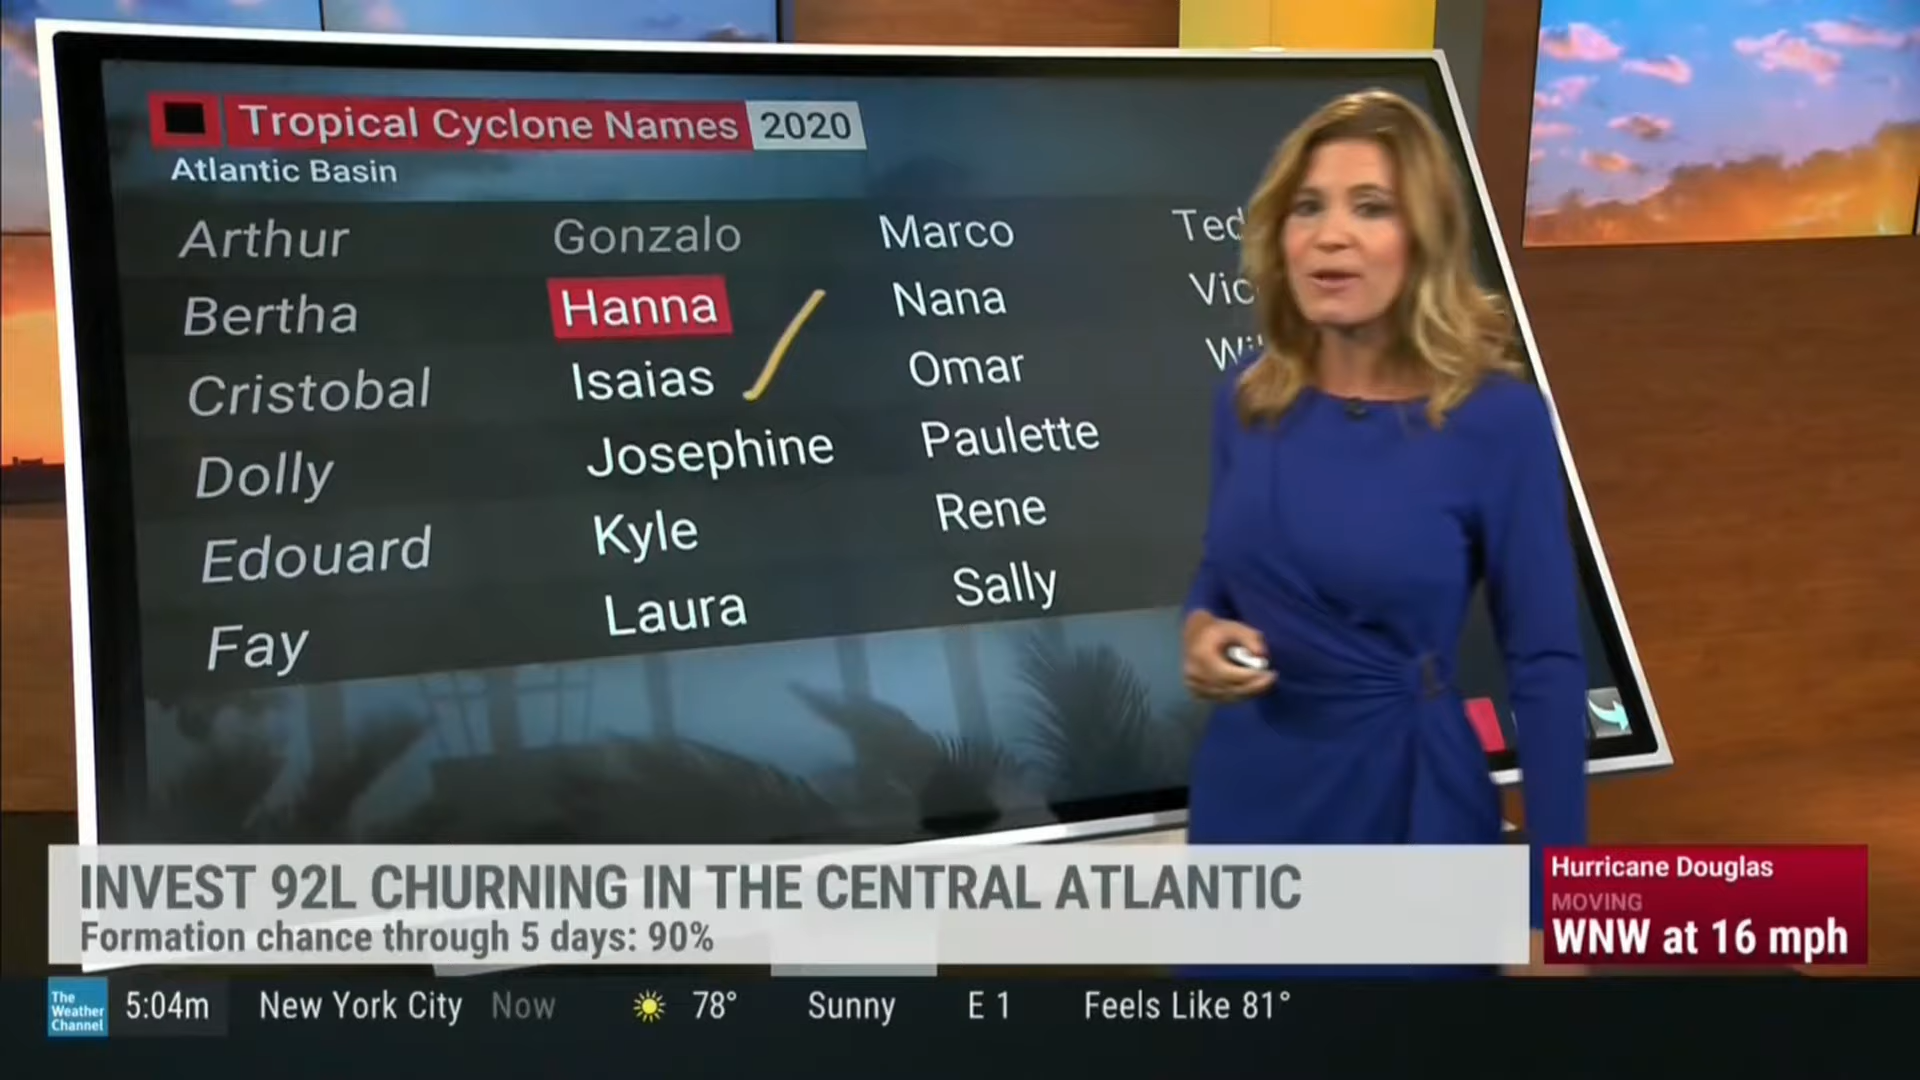 Tropical Cyclone Names 2020
Atlantic Basin
Arthur
Bertha
Cristobal
Dolly
Edouard
Fay
Gonzalo
Hanna
Isaias
Josephine
Kyle
Laura
Marco
Nana
Omar
Paulette
Rene
Sally
Ted
Vic
INVEST 92L CHURNING IN THE CENTRAL ATLANTIC
Formation chance through 5 days: 90%
Hurricane Douglas
MOVING
WNW at 16 mph
The Weather Channel
5:04m New York City Now 78° Sunny E 1 Feels Like 81°